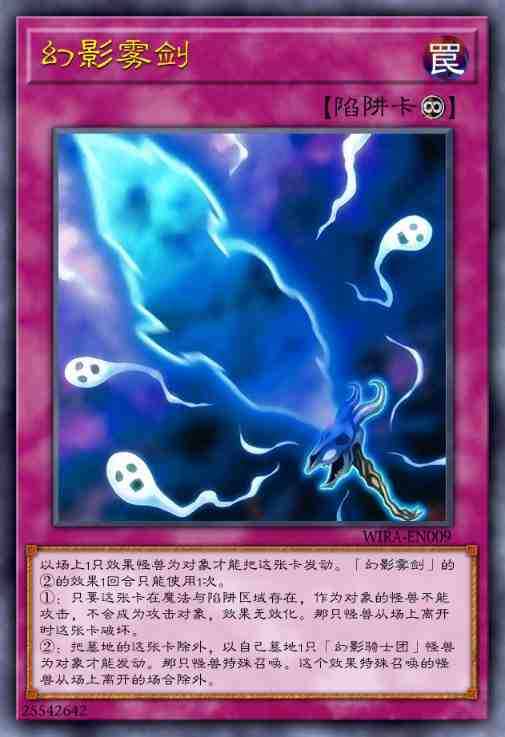 幻影雾剑
罠
【陷阱卡】
WIRA-EN009
以场上1只效果怪兽为对象才能把这张卡发动。「幻影雾剑」的
②的效果1回合只能使用1次。
①：只要这张卡在魔法与陷阱区域存在，作为对象的怪兽不能
攻击，不会成为攻击对象，效果无效化。那只怪兽从场上离开
时这张卡破坏。
②：把墓地的这张卡除外，以自己墓地1只「幻影骑士团」怪兽
为对象才能发动。那只怪兽特殊召唤。这个效果特殊召唤的怪
兽从场上离开的场合除外。
25542642